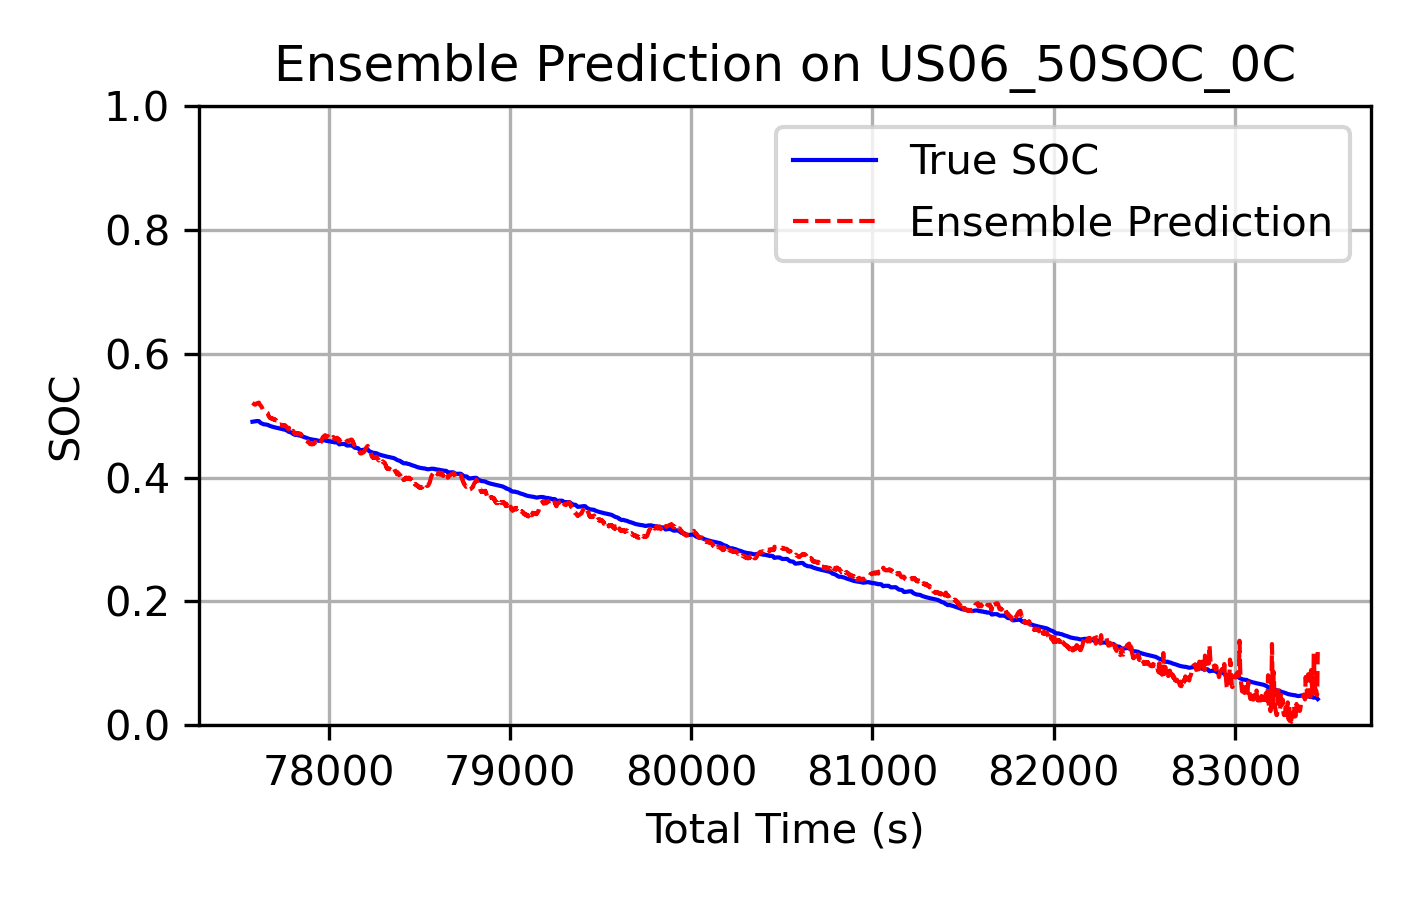 Ensemble Prediction on US06_50SOC_0C
1.0
0.8
0.6
0.4
0.2
0.0
SOC
True SOC
Ensemble Prediction
78000 79000 80000 81000 82000 83000
Total Time (s)